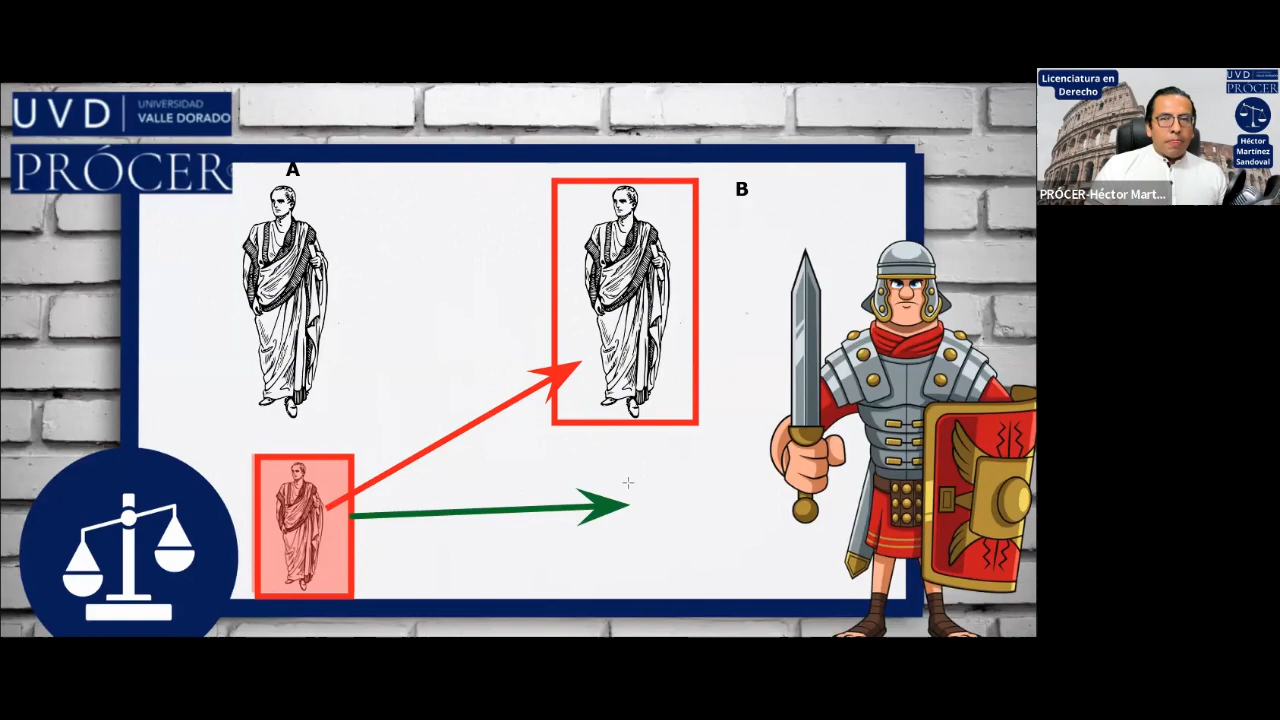 UVD
UNIVERSIDAD
VALLE DORADO
PRÓCER
A
B
Licenciatura en
Derecho
UVD
PRÓCER
Héctor
Martínez
Sandoval
PRÓCER-Héctor Mart...